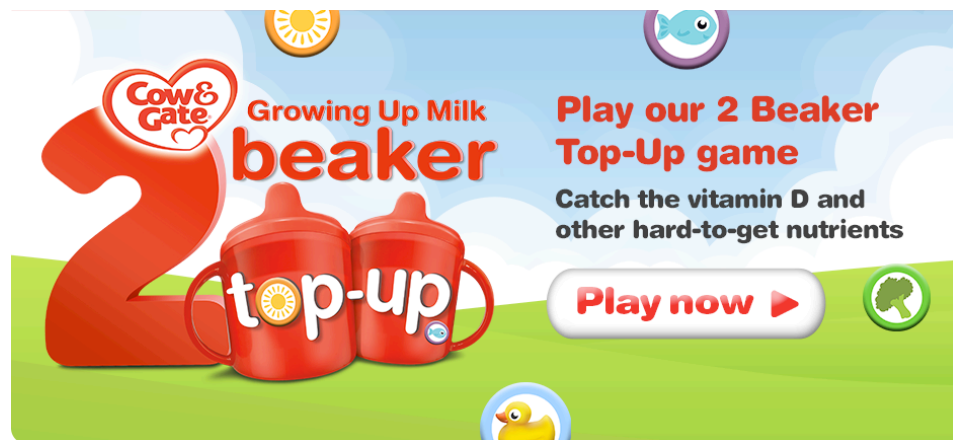 Cow&
Gate
2
Growing Up Milk
beaker
top-up
Play our 2 Beaker
Top-Up game
Catch the vitamin D and
other hard-to-get nutrients
Play now